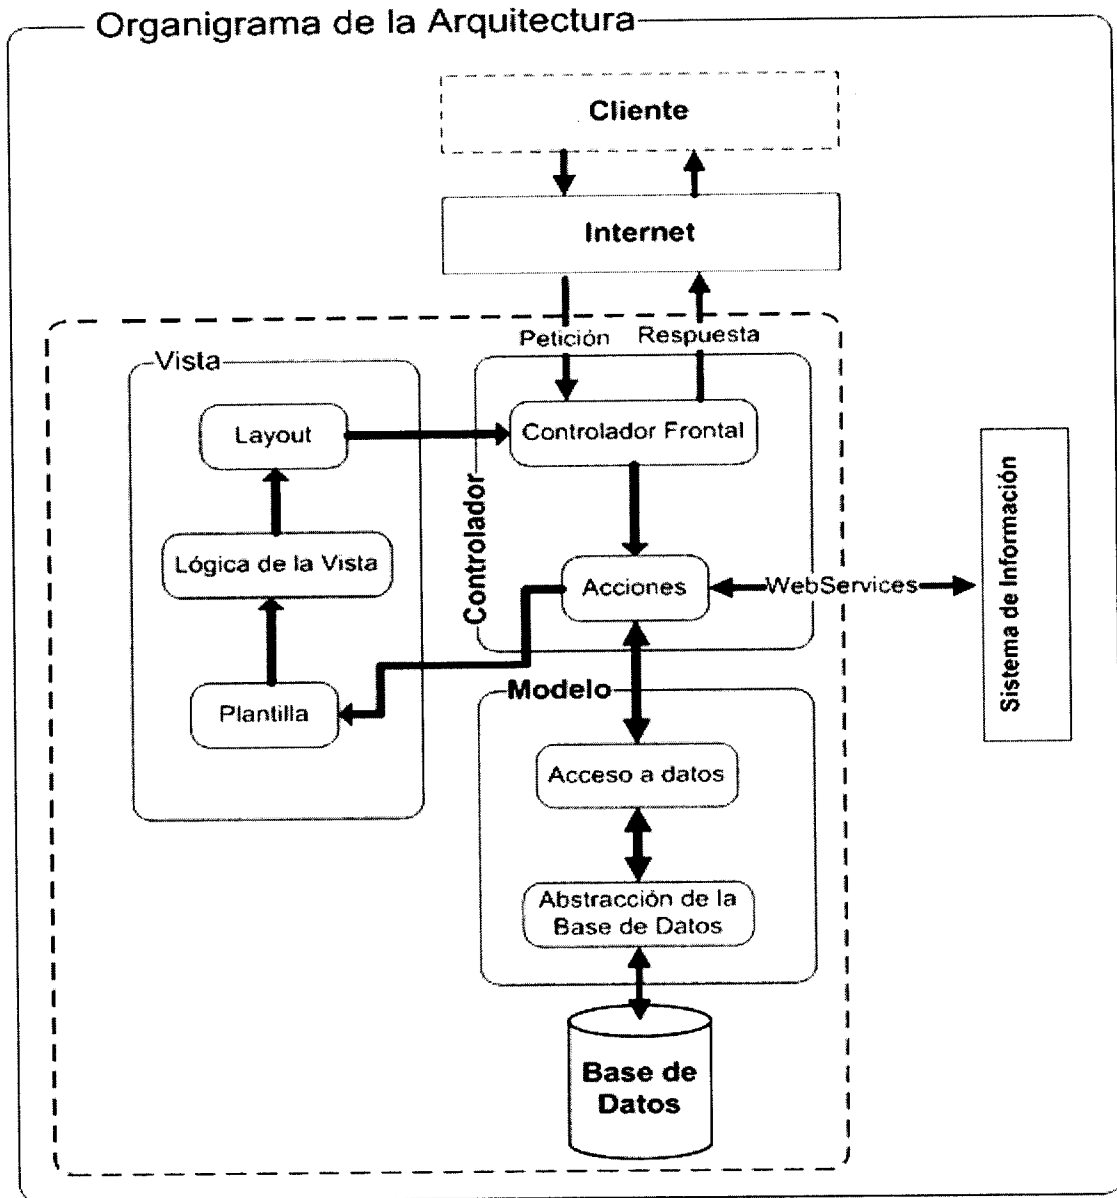 Organigrama de la Arquitectura
Cliente
Internet
Petición
Respuesta
Vista
Layout
Controlador Frontal
Controlador
Lógica de la Vista
Acciones
WebServices
Sistema de Información
Plantilla
Modelo
Acceso a datos
Abstracción de la
Base de Datos
Base de
Datos